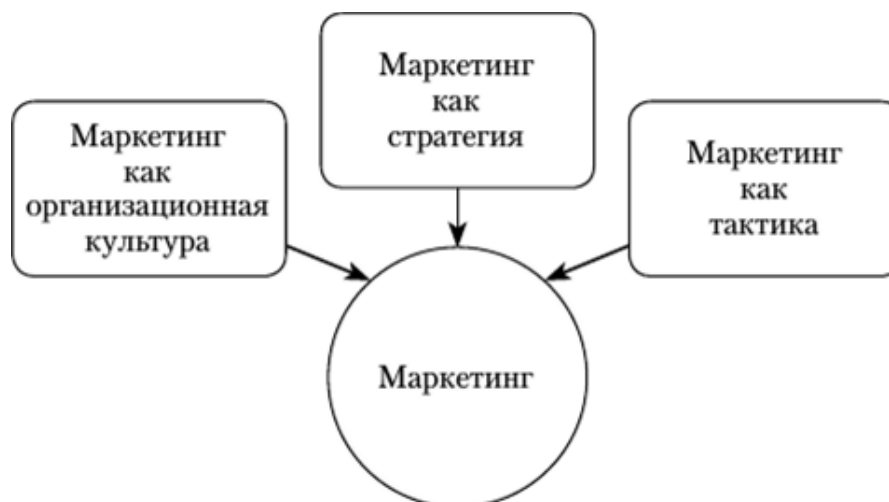 Маркетинг
как
организационная
культура
Маркетинг
как
стратегия
Маркетинг
как
тактика
Маркетинг